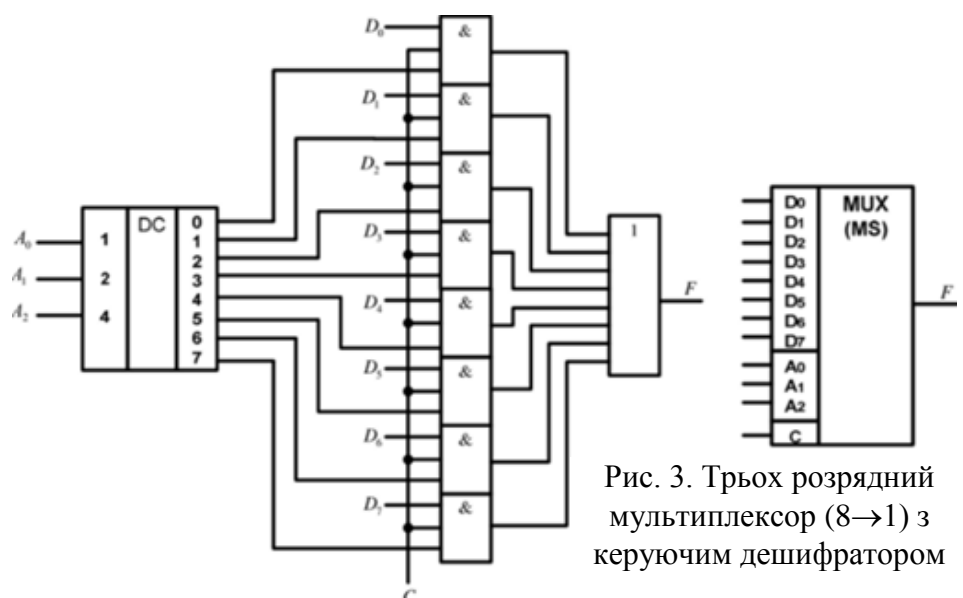 D₀
&
D₁
&
D₂
&
D₃
&
D₄
&
D₅
&
D₆
&
D₇
&
A₀
A₁
A₂
1
2
4
DC
0
1
2
3
4
5
6
7
C
1
F
D0
D1
D2
D3
D4
D5
D6
D7
A0
A1
A2
C
MUX
(MS)
F
Рис. 3. Трьох розрядний
мультиплексор (8→1) з
керуючим дешифратором